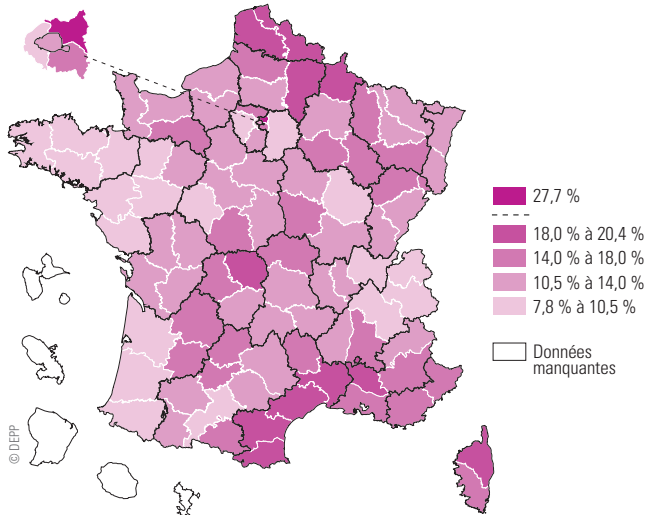 27,7 %
18,0 % à 20,4 %
14,0 % à 18,0 %
10,5 % à 14,0 %
7,8 % à 10,5 %
Données
manquantes
© DEPP